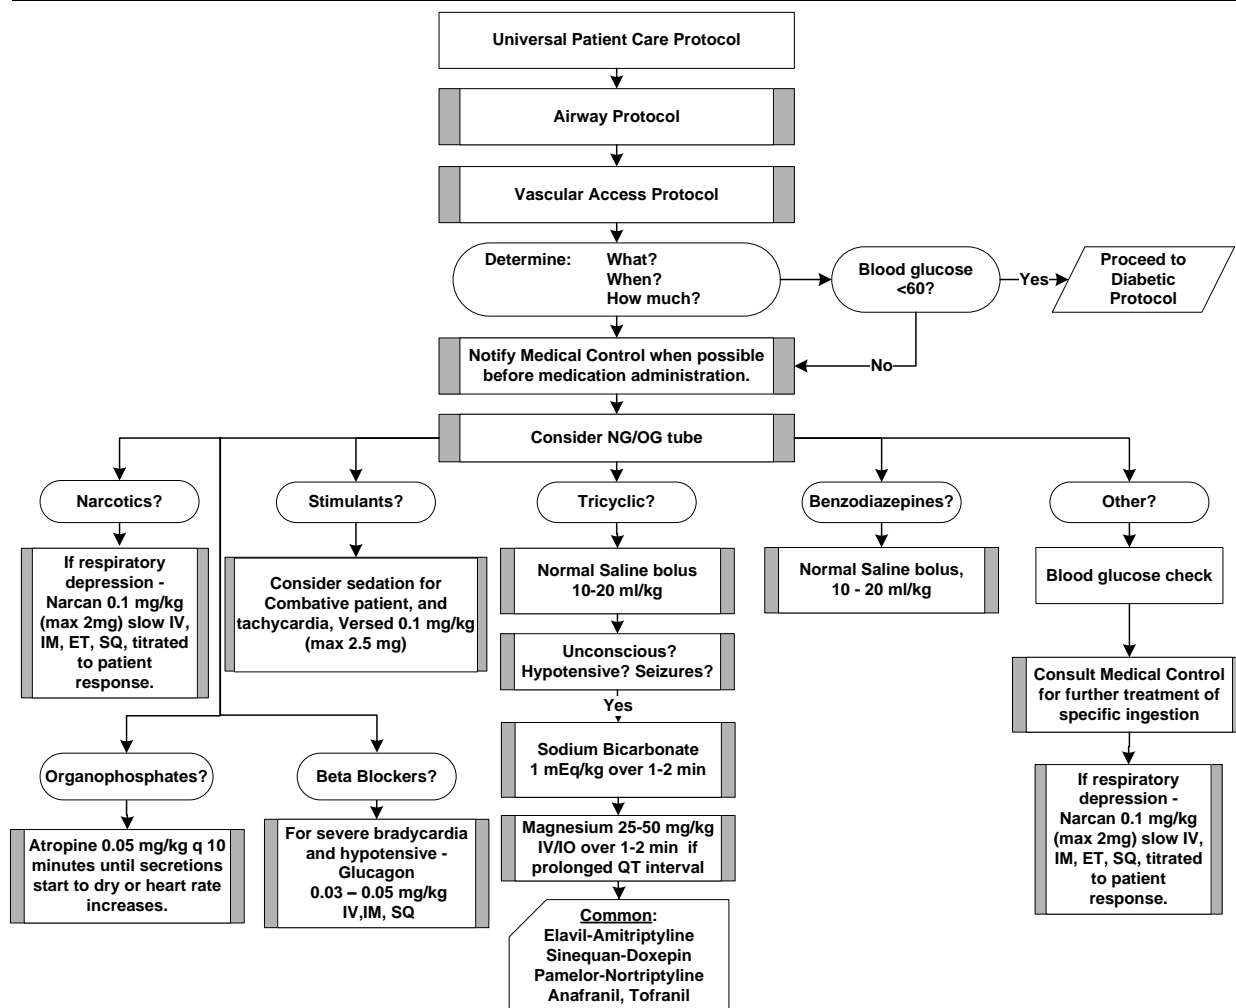 Universal Patient Care Protocol
Airway Protocol
Vascular Access Protocol
Determine: What?
When?
How much?
Blood glucose
<60?
Yes
Proceed to
Diabetic
Protocol
No
Notify Medical Control when possible
before medication administration.
Consider NG/OG tube
Narcotics?
If respiratory
depression -
Narcan 0.1 mg/kg
(max 2mg) slow IV,
IM, ET, SQ, titrated
to patient
response.
Stimulants?
Consider sedation for
Combative patient, and
tachycardia, Versed 0.1 mg/kg
(max 2.5 mg)
Tricyclic?
Normal Saline bolus
10-20 ml/kg
Unconscious?
Hypotensive? Seizures?
Yes
Sodium Bicarbonate
1 mEq/kg over 1-2 min
Magnesium 25-50 mg/kg
IV/IO over 1-2 min if
prolonged QT interval
Common:
Elavil-Amitriptyline
Sinequan-Doxepin
Pamelor-Nortriptyline
Anafranil, Tofranil
Benzodiazepines?
Normal Saline bolus,
10 - 20 ml/kg
Other?
Blood glucose check
Consult Medical Control
for further treatment of
specific ingestion
If respiratory
depression -
Narcan 0.1 mg/kg
(max 2mg) slow IV,
IM, ET, SQ, titrated
to patient
response.
Organophosphates?
Atropine 0.05 mg/kg q 10
minutes until secretions
start to dry or heart rate
increases.
Beta Blockers?
For severe bradycardia
and hypotensive -
Glucagon
0.03 – 0.05 mg/kg
IV,IM, SQ